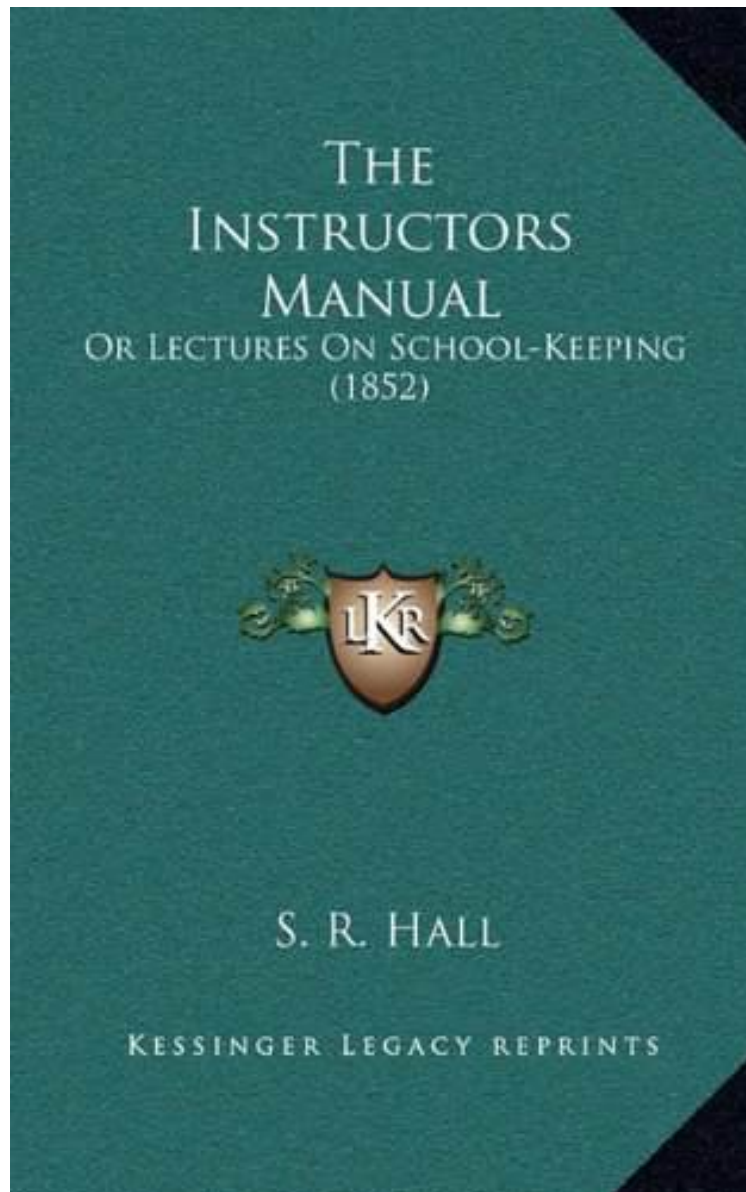 The
Instructors
Manual
Or Lectures On School-Keeping
(1852)
LKR
S. R. Hall
Kessinger Legacy reprints